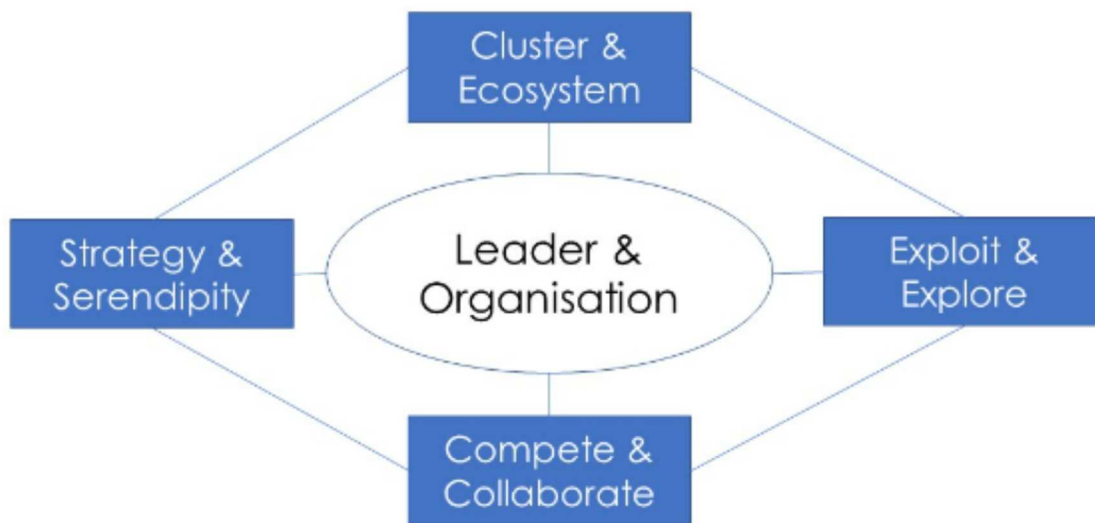 Cluster &
Ecosystem
Strategy &
Serendipity
Leader &
Organisation
Exploit &
Explore
Compete &
Collaborate